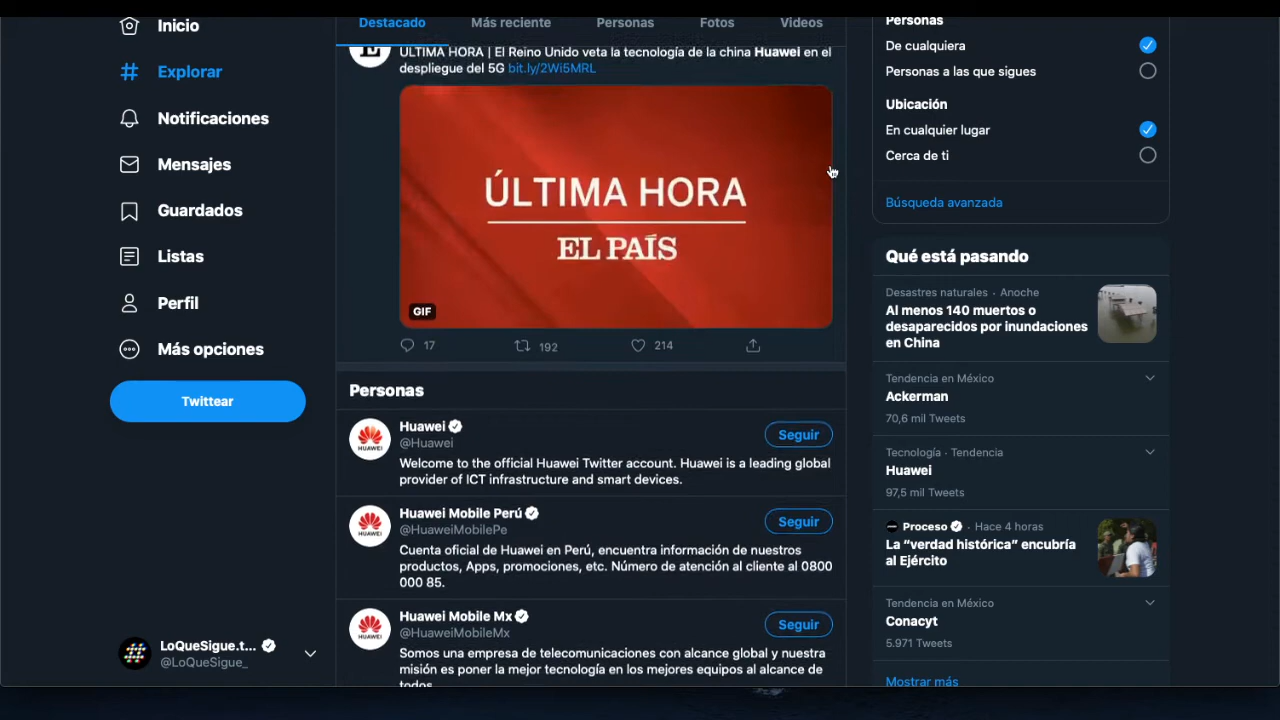 Inicio
Explorar
Notificaciones
Mensajes
Guardados
Listas
Perfil
Más opciones
Twittear
LoQueSigue.t...
@LoQueSigue_
Destacado
Más reciente
Personas
Fotos
Videos
ÚLTIMA HORA | El Reino Unido veta la tecnología de la china Huawei en el
despliegue del 5G bit.ly/2Wi5MRL
ÚLTIMA HORA
EL PAÍS
GIF
17
192
214
Personas
Huawei
@Huawei
Seguir
Welcome to the official Huawei Twitter account. Huawei is a leading global
provider of ICT infrastructure and smart devices.
HUAWEI
Huawei Mobile Perú
@HuaweiMobilePe
Seguir
Cuenta oficial de Huawei en Perú, encuentra información de nuestros
productos, Apps, promociones, etc. Número de atención al cliente al 0800
000 85.
HUAWEI
Huawei Mobile Mx
@HuaweiMobileMx
Seguir
Somos una empresa de telecomunicaciones con alcance global y nuestra
misión es poner la mejor tecnología en los mejores equipos al alcance de
todos.
HUAWEI
Personas
De cualquiera
Personas a las que sigues
Ubicación
En cualquier lugar
Cerca de ti
Búsqueda avanzada
Qué está pasando
Desastres naturales · Anoche
Al menos 140 muertos o
desaparecidos por inundaciones
en China
Tendencia en México
Ackerman
70,6 mil Tweets
Tecnología · Tendencia
Huawei
97,5 mil Tweets
Proceso · Hace 4 horas
La “verdad histórica” encubría
al Ejército
Tendencia en México
Conacyt
5.971 Tweets
Mostrar más